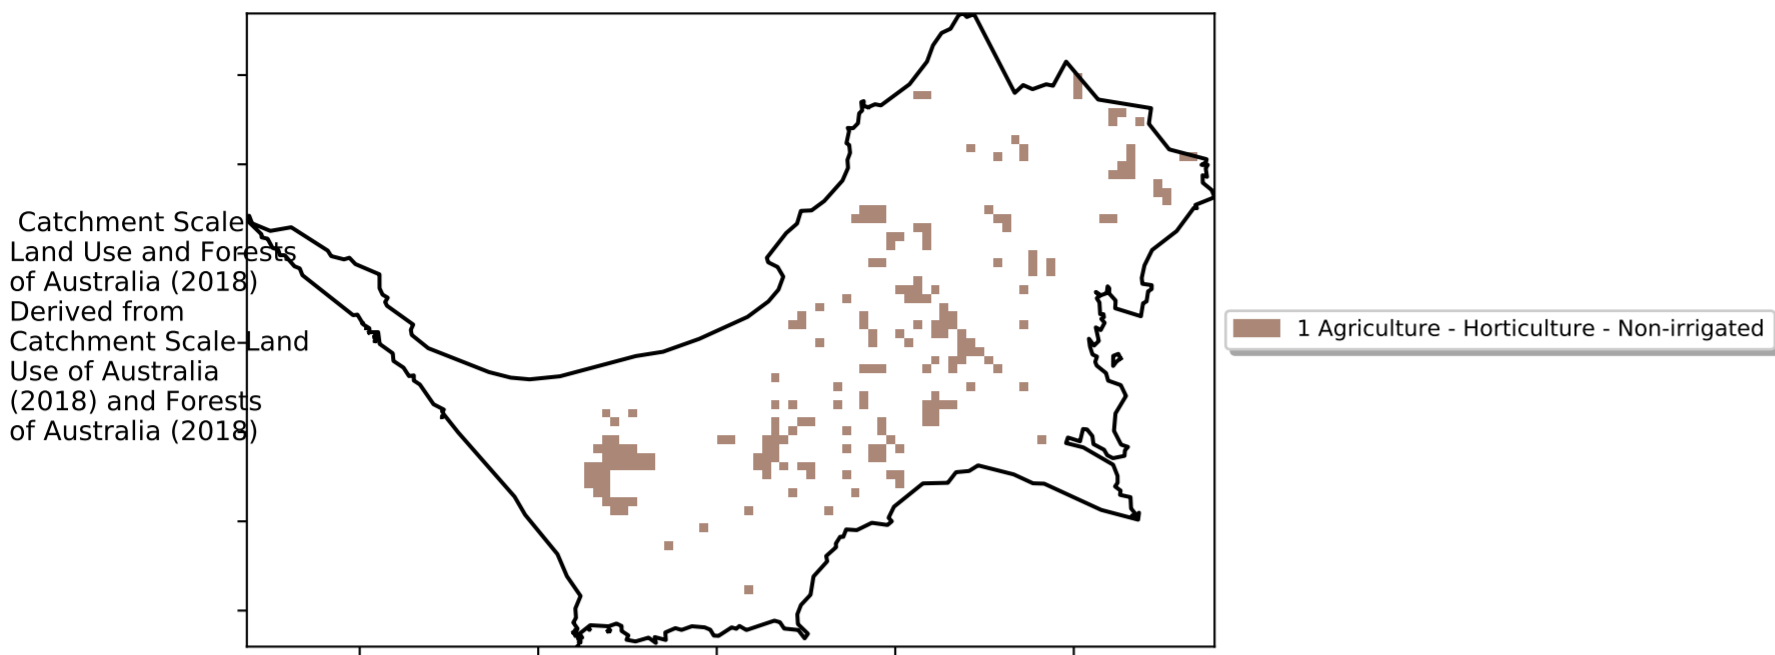 Catchment Scale
Land Use and Forests
of Australia (2018)
Derived from
Catchment Scale Land
Use of Australia
(2018) and Forests
of Australia (2018)
1 Agriculture - Horticulture - Non-irrigated